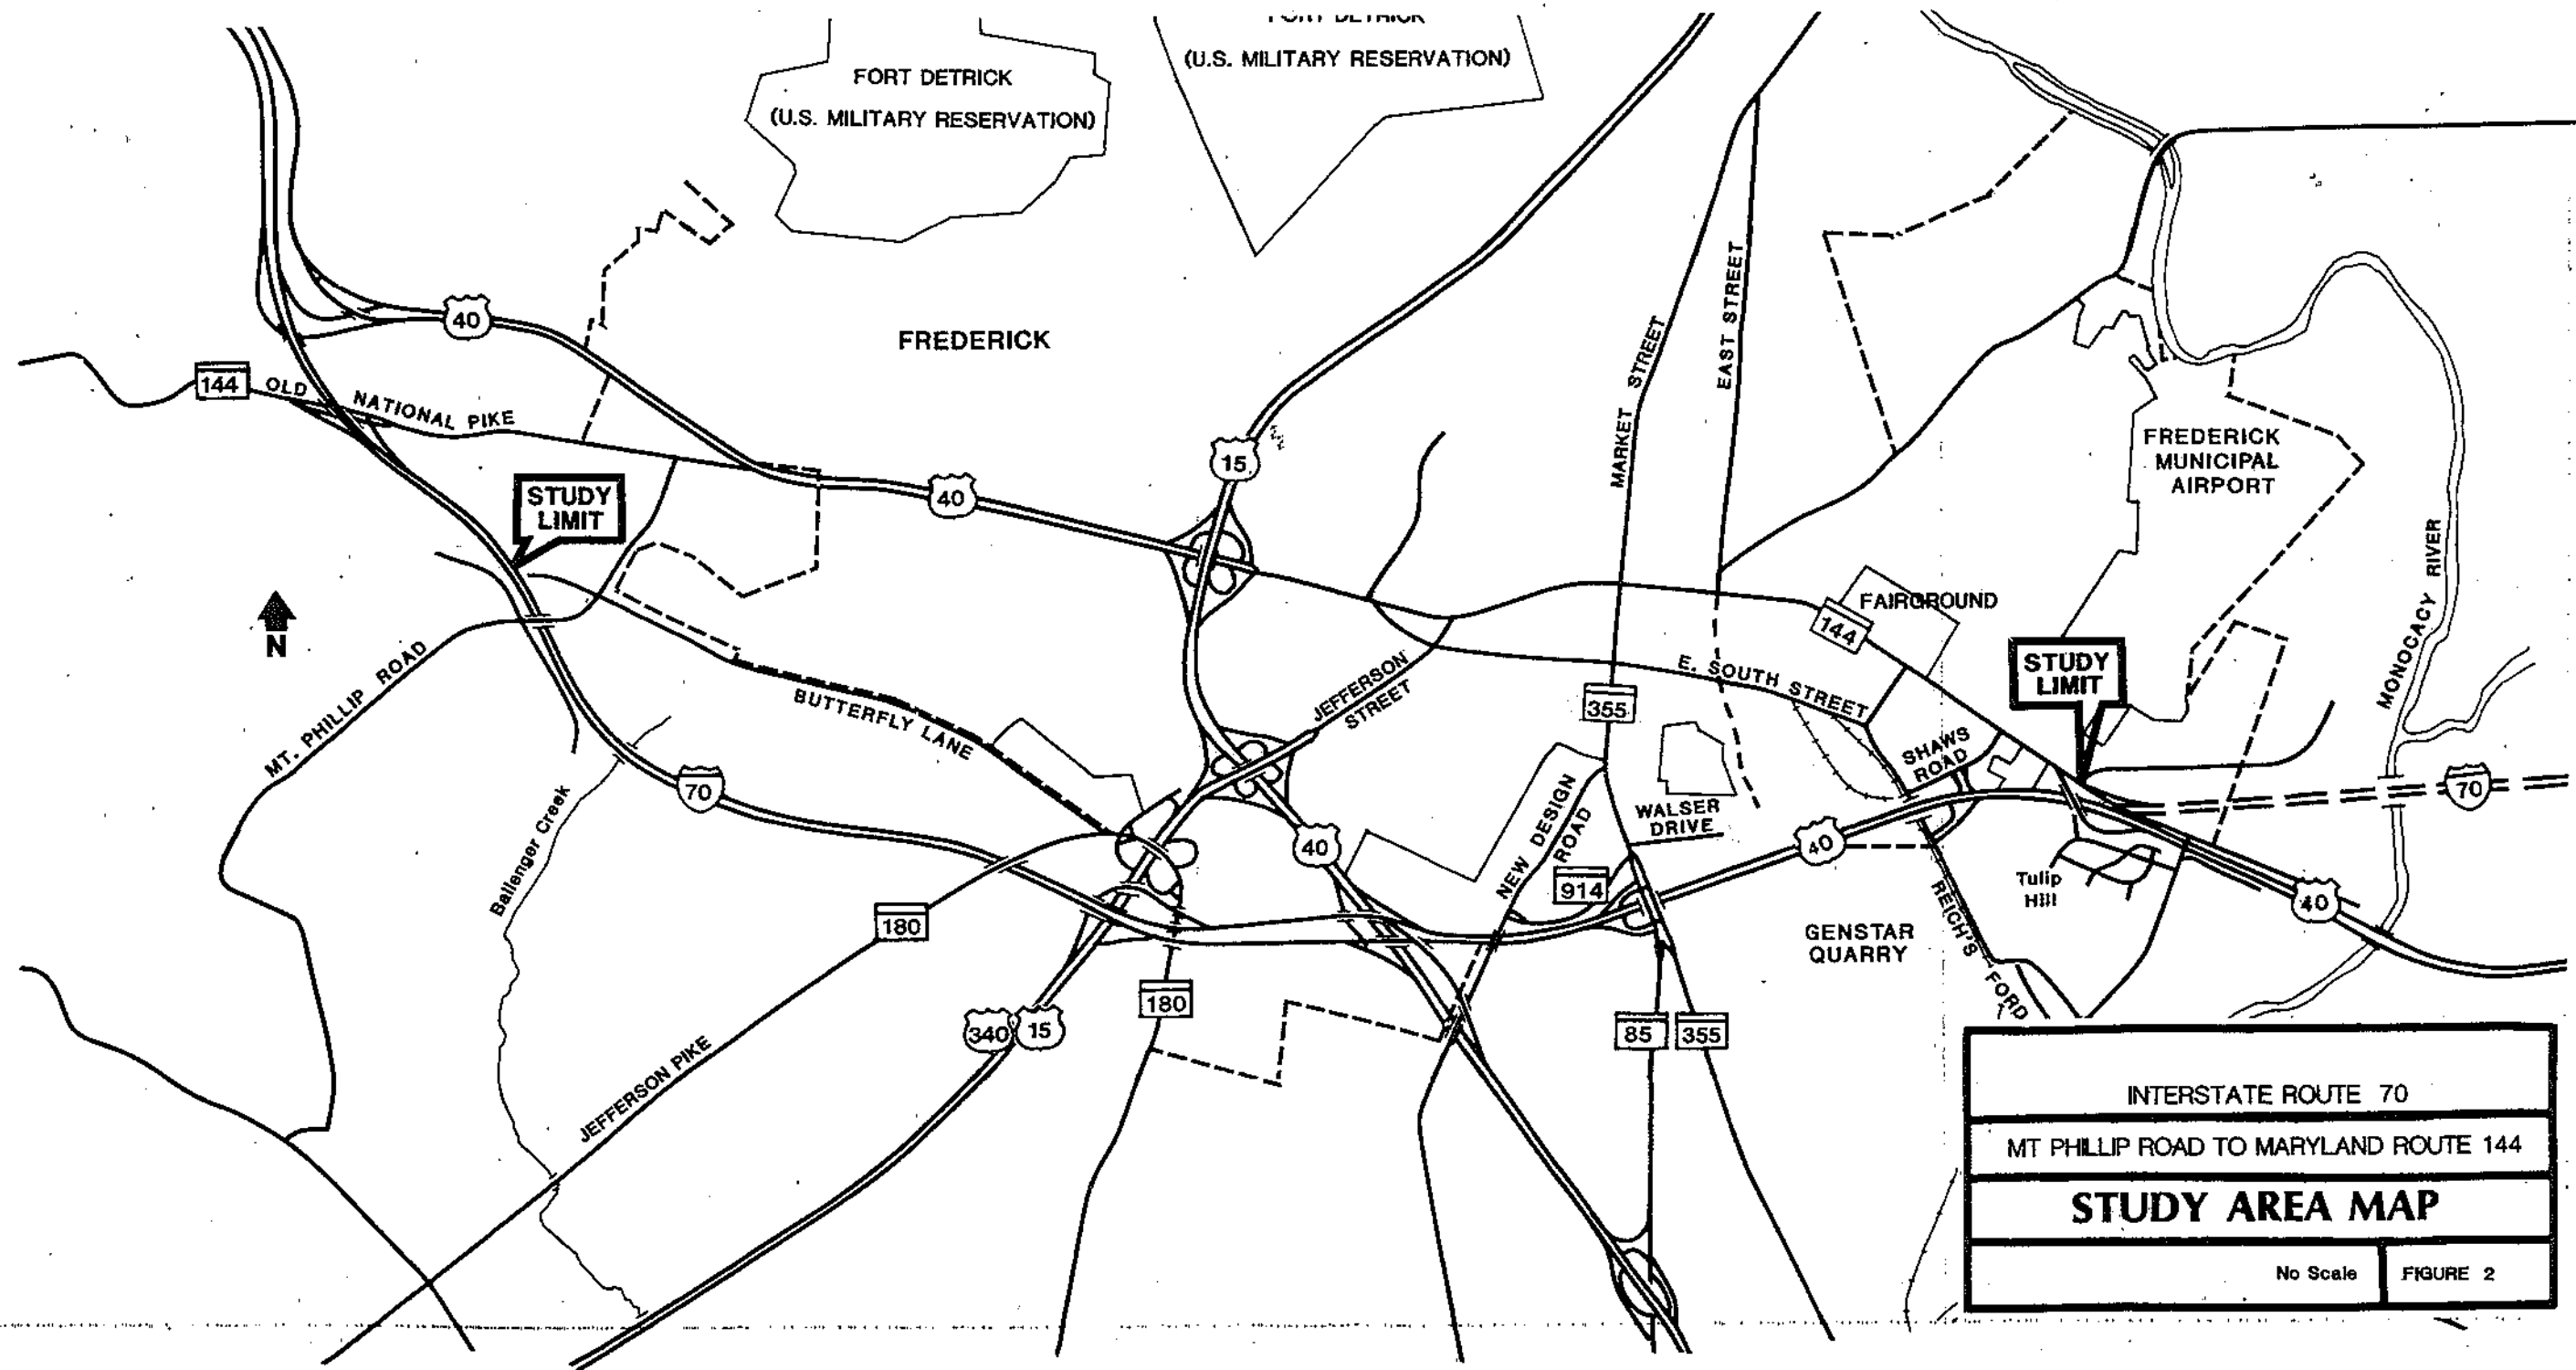 FORT DETRICK
(U.S. MILITARY RESERVATION)
FORT DETRICK
(U.S. MILITARY RESERVATION)
40
FREDERICK
144
OLD NATIONAL PIKE
STUDY
LIMIT
40
15
MARKET STREET
EAST STREET
FREDERICK
MUNICIPAL
AIRPORT
MONOCACY RIVER
N
MT. PHILLIP ROAD
BUTTERFLY LANE
JEFFERSON
STREET
FAIRGROUND
144
E. SOUTH STREET
STUDY
LIMIT
355
SHAWS
ROAD
70
Ballenger Creek
40
NEW DESIGN
ROAD
WALSER
DRIVE
914
40
70
Tulip
Hill
40
180
REICH'S FORD
GENSTAR
QUARRY
180
340
15
85
355
JEFFERSON PIKE
INTERSTATE ROUTE 70
MT PHILLIP ROAD TO MARYLAND ROUTE 144
STUDY AREA MAP
No Scale
FIGURE 2